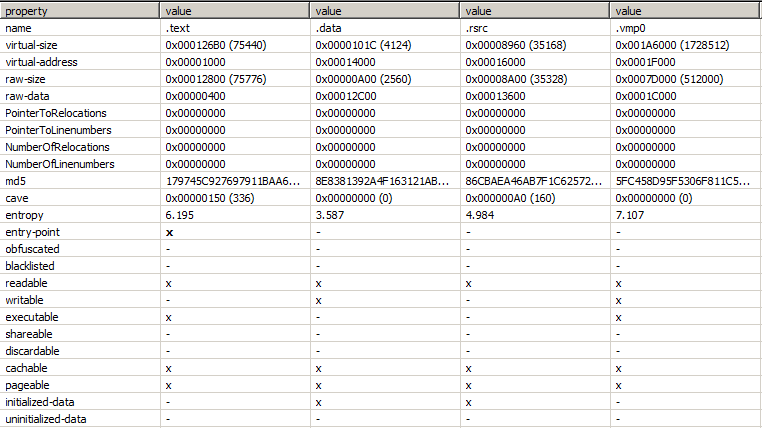 property value value value value
name .text .data .rsrc .vmp0
virtual-size 0x000126B0 (75440) 0x0000101C (4124) 0x00008960 (35168) 0x001A6000 (1728512)
virtual-address 0x00001000 0x00014000 0x00016000 0x0001F000
raw-size 0x00012800 (75776) 0x00000A00 (2560) 0x00008A00 (35328) 0x0007D000 (512000)
raw-data 0x00000400 0x00012C00 0x00013600 0x0001C000
PointerToRelocations 0x00000000 0x00000000 0x00000000 0x00000000
PointerToLinenumbers 0x00000000 0x00000000 0x00000000 0x00000000
NumberOfRelocations 0x00000000 0x00000000 0x00000000 0x00000000
NumberOfLinenumbers 0x00000000 0x00000000 0x00000000 0x00000000
md5 179745C927697911BAA6... 8E8381392A4F163121AB... 86CBAEA46AB7F1C62572... 5FC458D95F5306F811C5...
cave 0x00000150 (336) 0x00000000 (0) 0x000000A0 (160) 0x00000000 (0)
entropy 6.195 3.587 4.984 7.107
entry-point x - - -
obfuscated - - - -
blacklisted - - - -
readable x x x x
writable - x - x
executable x - - x
shareable - - - -
discardable - - - -
cachable x x x x
pageable x x x x
initialized-data - x x -
uninitialized-data - - - -